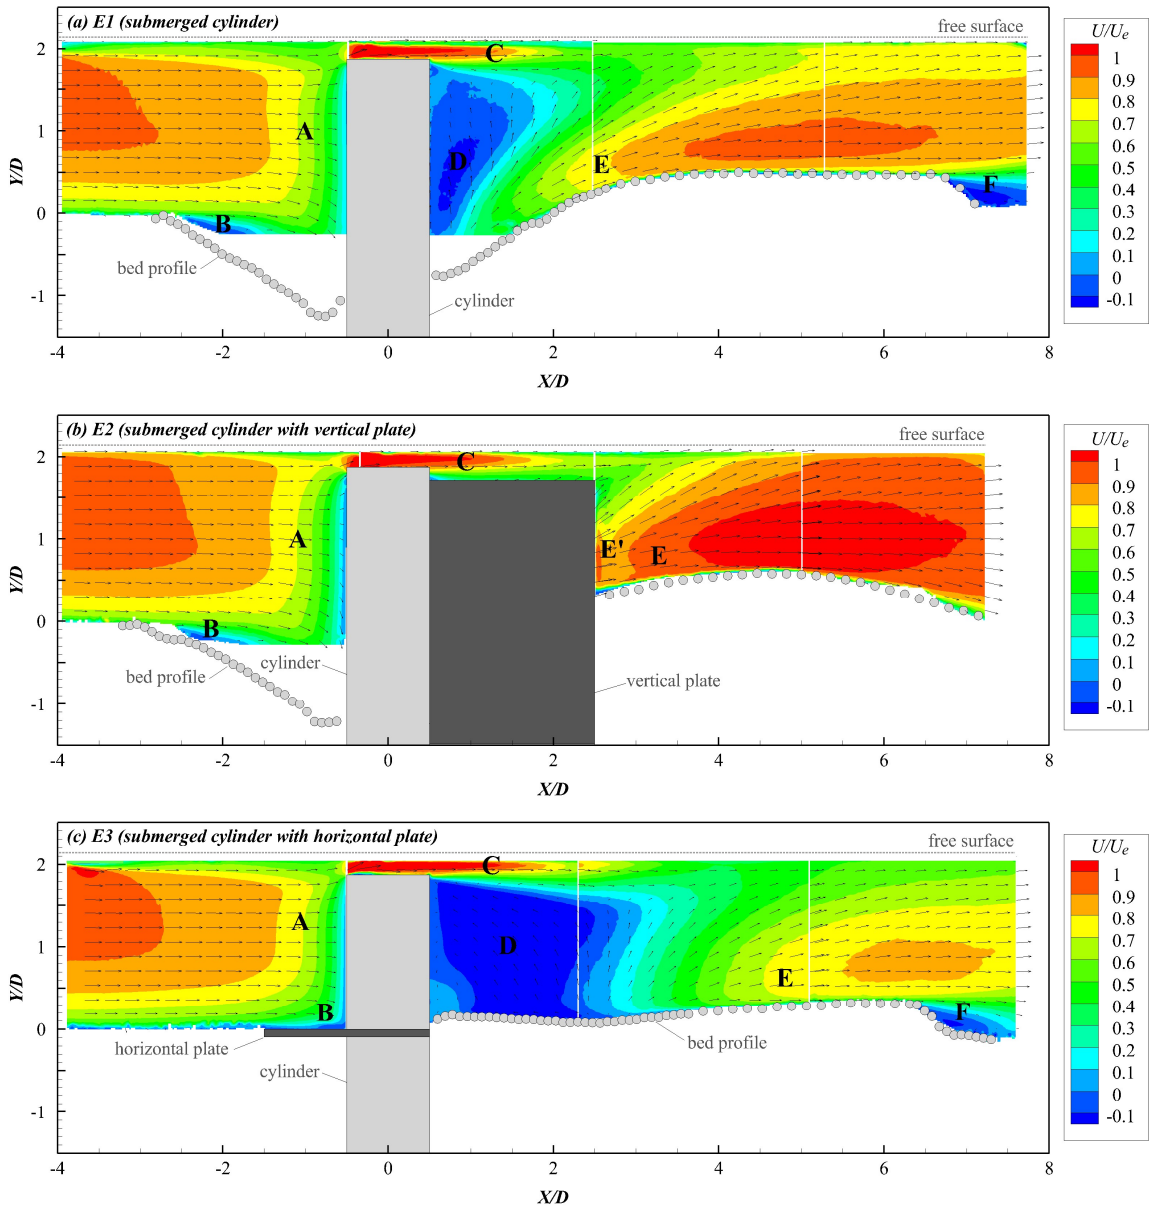 (a) E1 (submerged cylinder)
free surface
U/Ue
2
1
0
-1
Y/D
A
B
C
D
E
F
bed profile
cylinder
1
0.9
0.8
0.7
0.6
0.5
0.4
0.3
0.2
0.1
0
-0.1
-4 -2 0 2 4 6 8
X/D
(b) E2 (submerged cylinder with vertical plate)
free surface
U/Ue
2
1
0
-1
Y/D
A
B
C
E'
E
cylinder
bed profile
vertical plate
1
0.9
0.8
0.7
0.6
0.5
0.4
0.3
0.2
0.1
0
-0.1
-4 -2 0 2 4 6 8
X/D
(c) E3 (submerged cylinder with horizontal plate)
free surface
U/Ue
2
1
0
-1
Y/D
A
B
C
D
E
F
horizontal plate
bed profile
cylinder
1
0.9
0.8
0.7
0.6
0.5
0.4
0.3
0.2
0.1
0
-0.1
-4 -2 0 2 4 6 8
X/D